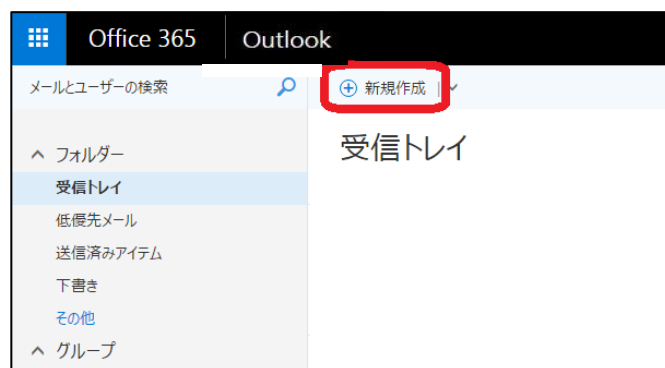 Office 365 Outlook
メールとユーザーの検索
新規作成
受信トレイ
フォルダー
受信トレイ
低優先メール
送信済みアイテム
下書き
その他
グループ